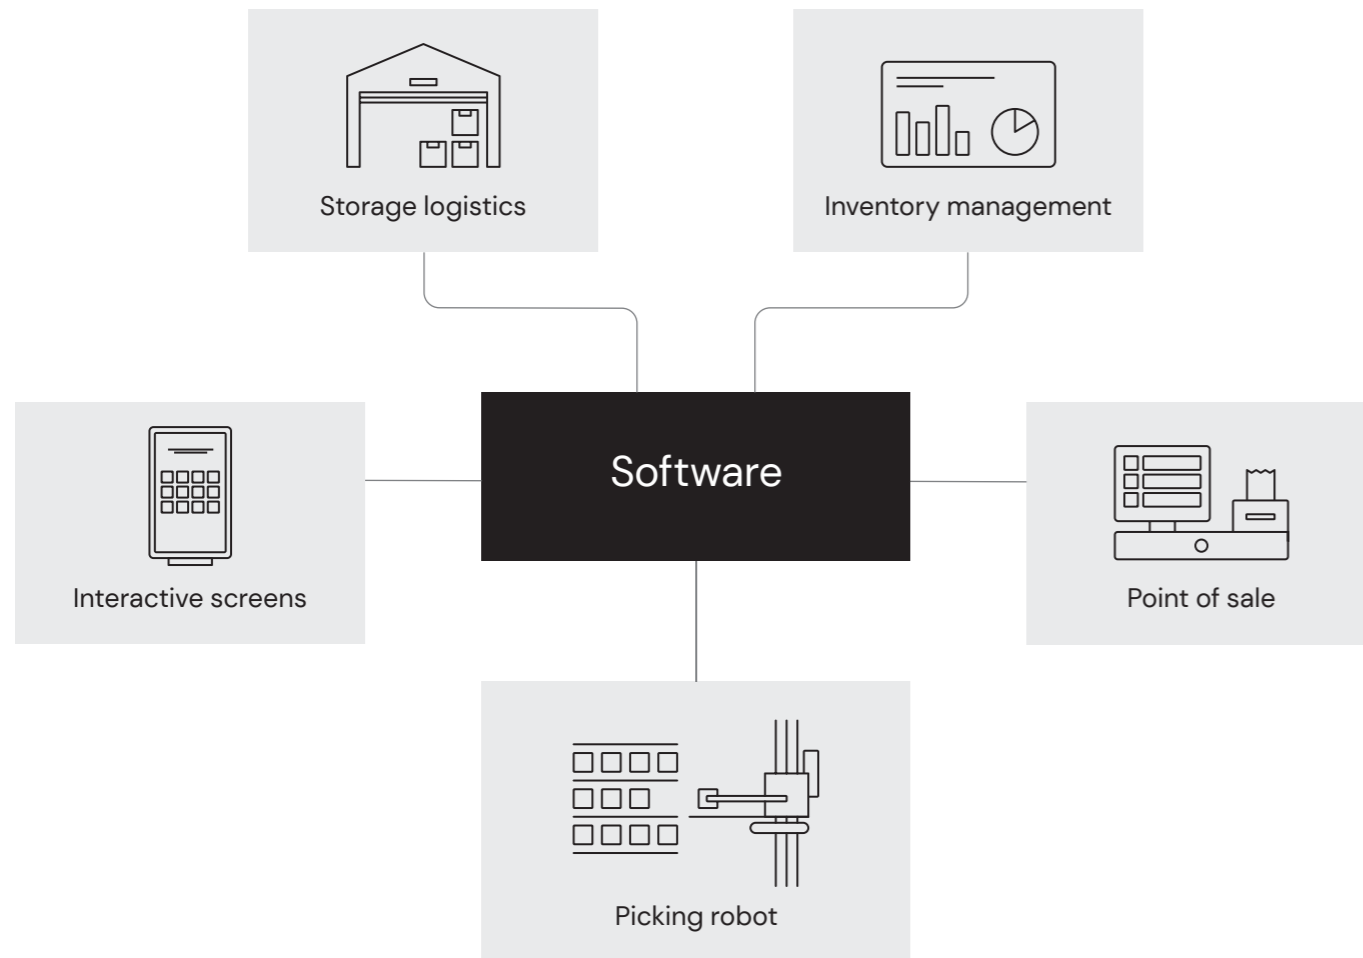 Storage logistics
Inventory management
Software
Interactive screens
Point of sale
Picking robot